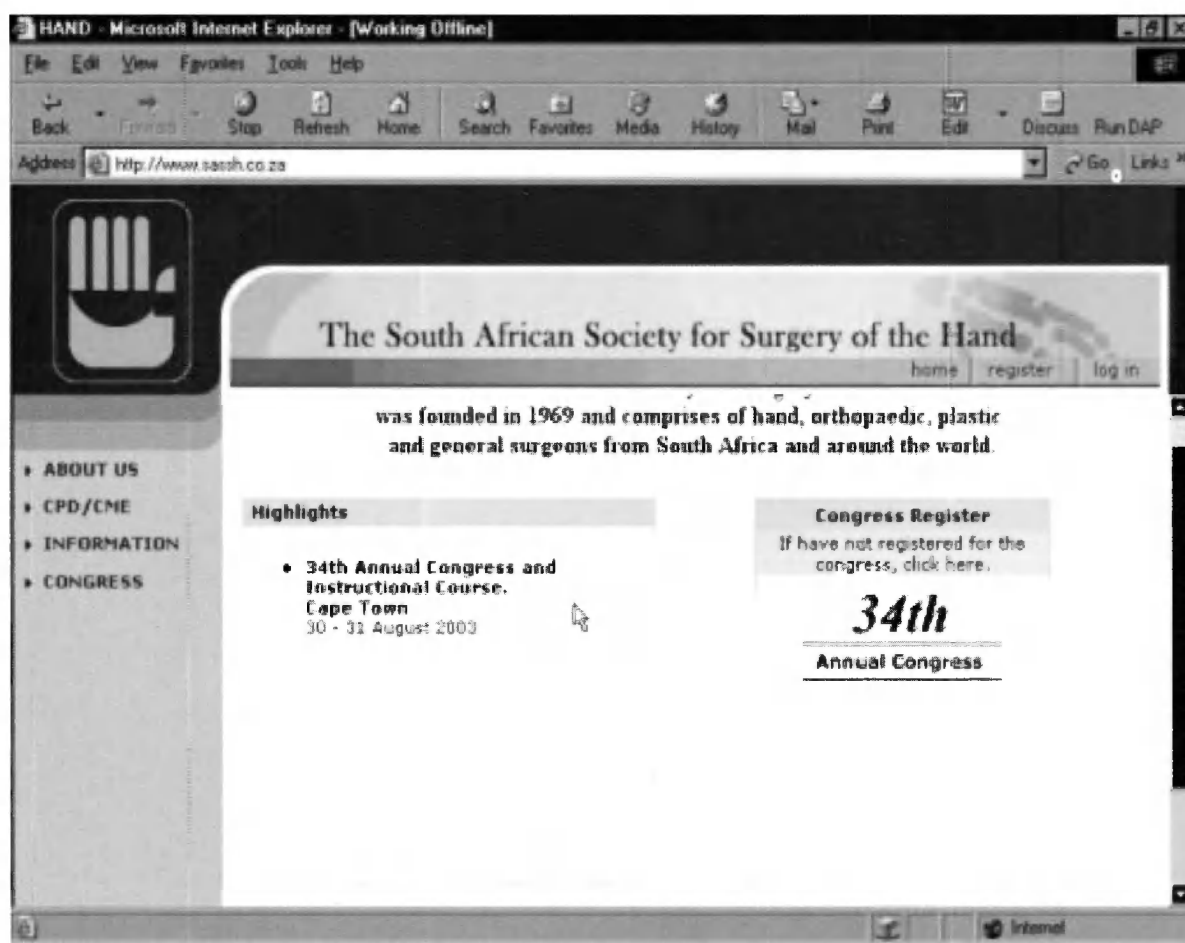 HAND - Microsoft Internet Explorer - [Working Offline]
File Edit View Favorites Tools Help
Back Forward Stop Refresh Home Search Favorites Media History Mail Print Edit Discuss Run DAP
Address http://www.sassh.co.za Go Links
The South African Society for Surgery of the Hand
home register log in
was founded in 1969 and comprises of hand, orthopaedic, plastic
and general surgeons from South Africa and around the world.
ABOUT US
CPD/CME
INFORMATION
CONGRESS
Highlights
34th Annual Congress and
Instructional Course.
Cape Town
30 - 31 August 2003
Congress Register
If have not registered for the
congress, click here.
34th
Annual Congress
Internet